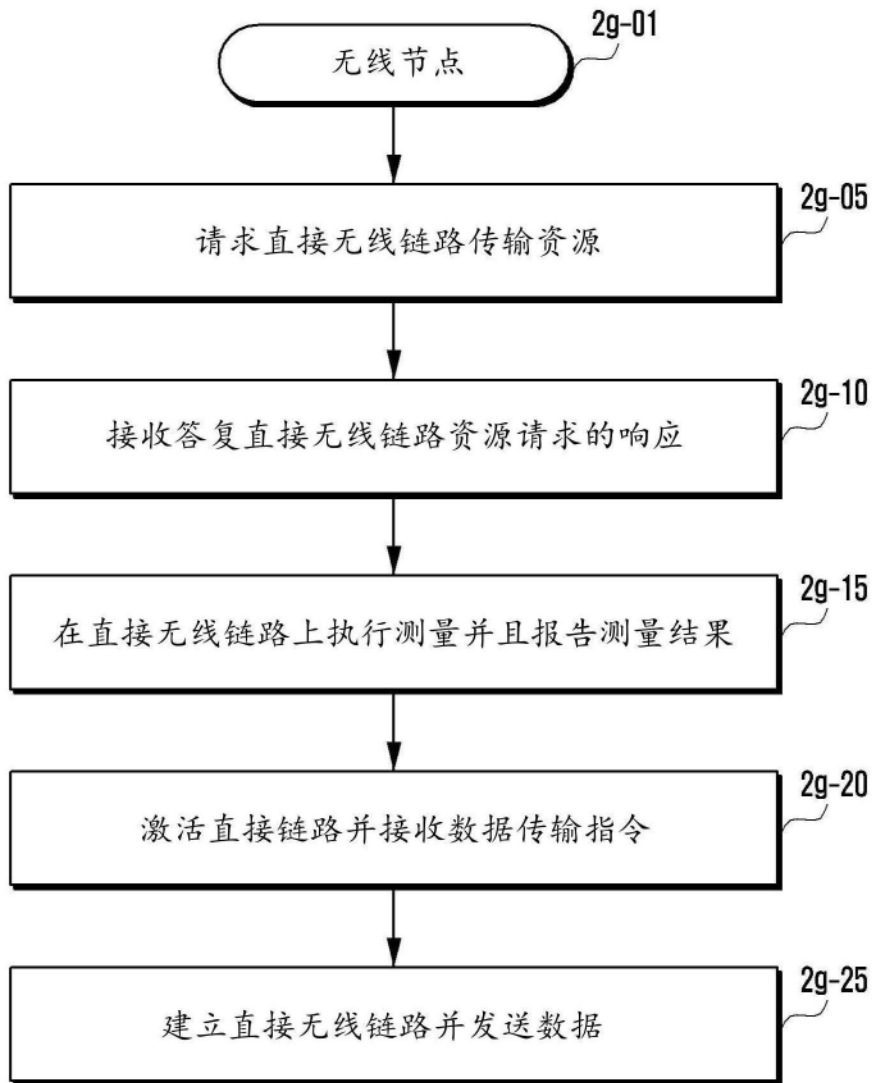 无线节点
2g-01
请求直接无线链路传输资源
2g-05
接收答复直接无线链路资源请求的响应
2g-10
在直接无线链路上执行测量并且报告测量结果
2g-15
激活直接链路并接收数据传输指令
2g-20
建立直接无线链路并发送数据
2g-25